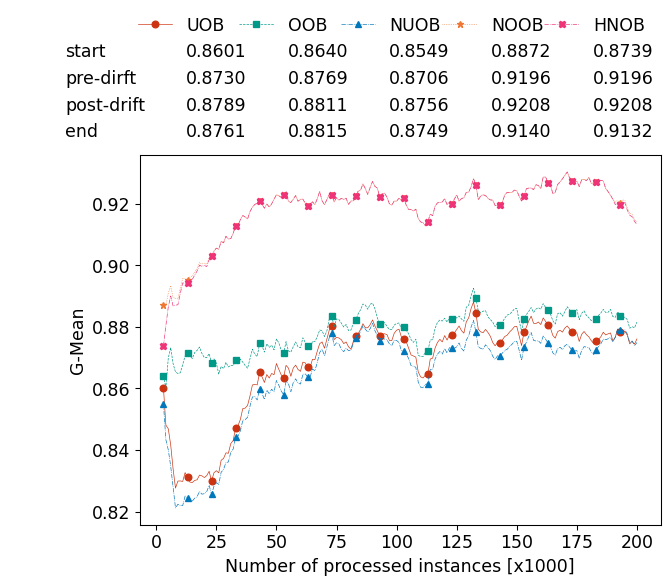 UOB OOB NUOB NOOB HNOB
start 0.8601 0.8640 0.8549 0.8872 0.8739
pre-dirft 0.8730 0.8769 0.8706 0.9196 0.9196
post-drift 0.8789 0.8811 0.8756 0.9208 0.9208
end 0.8761 0.8815 0.8749 0.9140 0.9132
0.92
0.90
0.88
0.86
0.84
0.82
G-Mean
0 25 50 75 100 125 150 175 200
Number of processed instances [x1000]